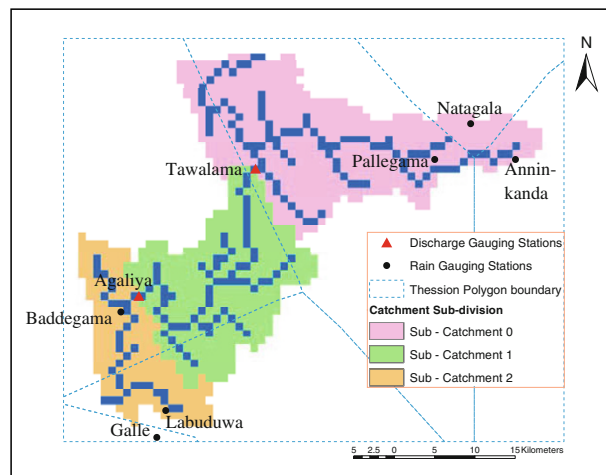 N
Natagala
Tawalama
Pallegama
Annin-
kanda
Discharge Gauging Stations
Rain Gauging Stations
Thession Polygon boundary
Catchment Sub-division
Sub - Catchment 0
Sub - Catchment 1
Sub - Catchment 2
Agaliya
Baddegama
Labuduwa
Galle
5 2.5 0 5 10 15 Kilometers